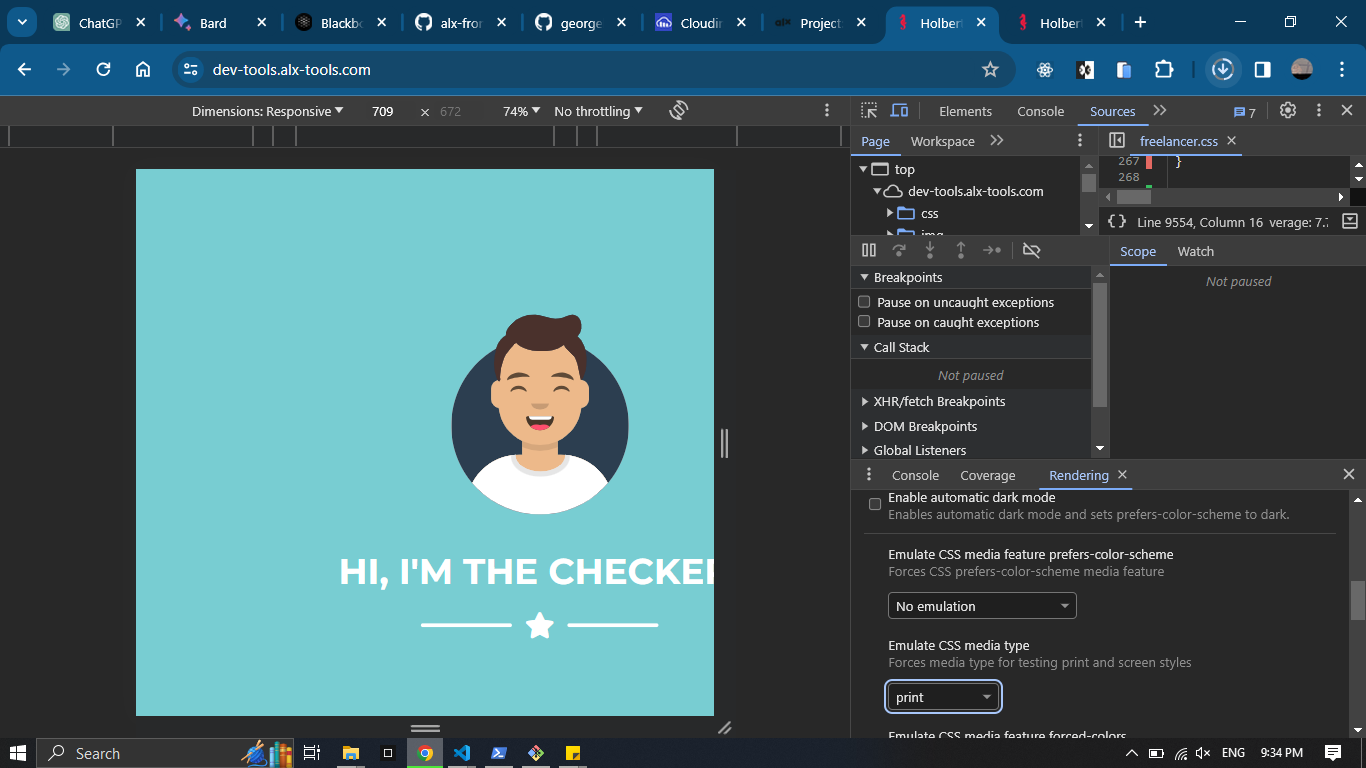 ChatGP
Bard
Blackb
alx-fror
george
Cloudin
Project:
Holbert
Holbert
dev-tools.alx-tools.com
Dimensions: Responsive
709
×
672
74%
No throttling
Elements
Console
Sources
7
Page
Workspace
freelancer.css
top
dev-tools.alx-tools.com
css
img
267
}
268
{}
Line 9554, Column 16
verage: 7.
Scope
Watch
Not paused
Breakpoints
Pause on uncaught exceptions
Pause on caught exceptions
Call Stack
Not paused
XHR/fetch Breakpoints
DOM Breakpoints
Global Listeners
Console
Coverage
Rendering
Enable automatic dark mode
Enables automatic dark mode and sets prefers-color-scheme to dark.
Emulate CSS media feature prefers-color-scheme
Forces CSS prefers-color-scheme media feature
No emulation
Emulate CSS media type
Forces media type for testing print and screen styles
print
Emulate CSS media feature forced-colors
HI, I'M THE CHECKER
Search
ENG
9:34 PM